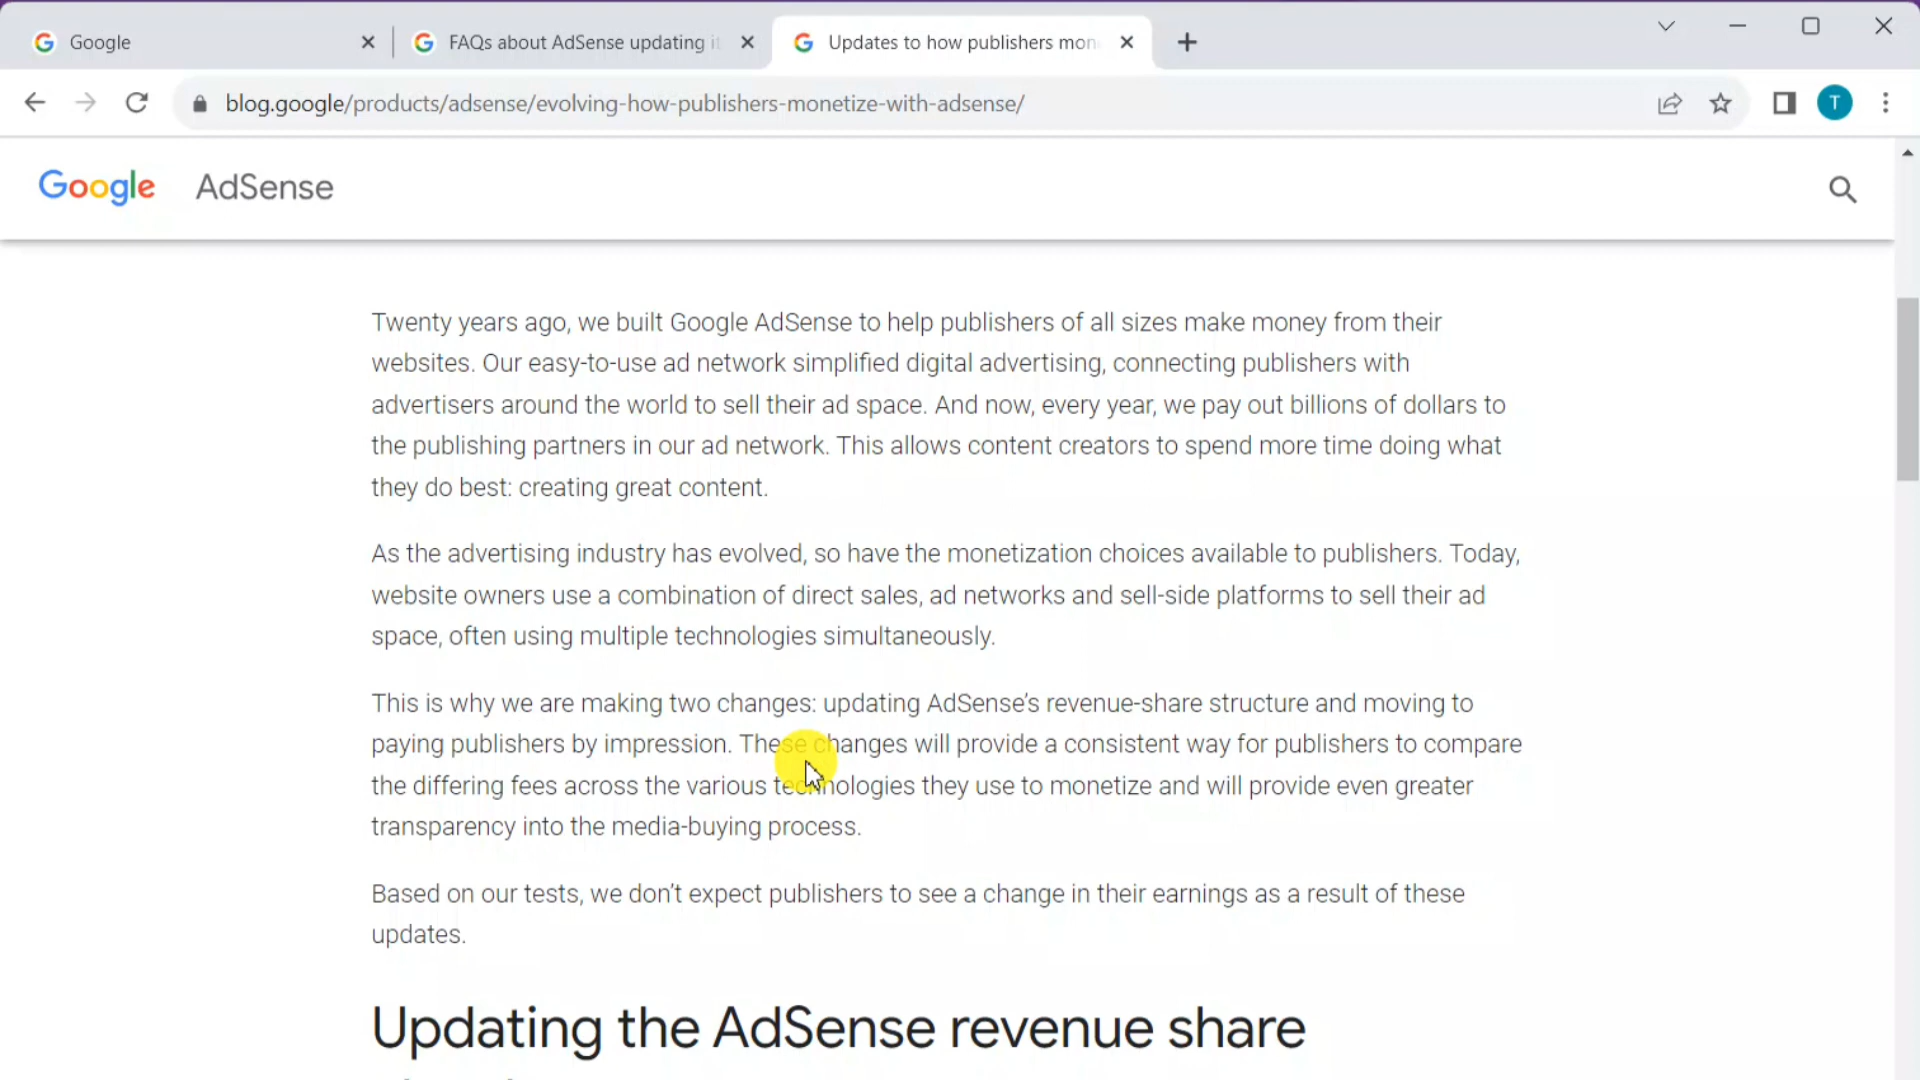 Google
FAQs about AdSense updating it
Updates to how publishers mon
blog.google/products/adsense/evolving-how-publishers-monetize-with-adsense/
T
Google AdSense
Twenty years ago, we built Google AdSense to help publishers of all sizes make money from their
websites. Our easy-to-use ad network simplified digital advertising, connecting publishers with
advertisers around the world to sell their ad space. And now, every year, we pay out billions of dollars to
the publishing partners in our ad network. This allows content creators to spend more time doing what
they do best: creating great content.
As the advertising industry has evolved, so have the monetization choices available to publishers. Today,
website owners use a combination of direct sales, ad networks and sell-side platforms to sell their ad
space, often using multiple technologies simultaneously.
This is why we are making two changes: updating AdSense’s revenue-share structure and moving to
paying publishers by impression. These changes will provide a consistent way for publishers to compare
the differing fees across the various technologies they use to monetize and will provide even greater
transparency into the media-buying process.
Based on our tests, we don’t expect publishers to see a change in their earnings as a result of these
updates.
Updating the AdSense revenue share